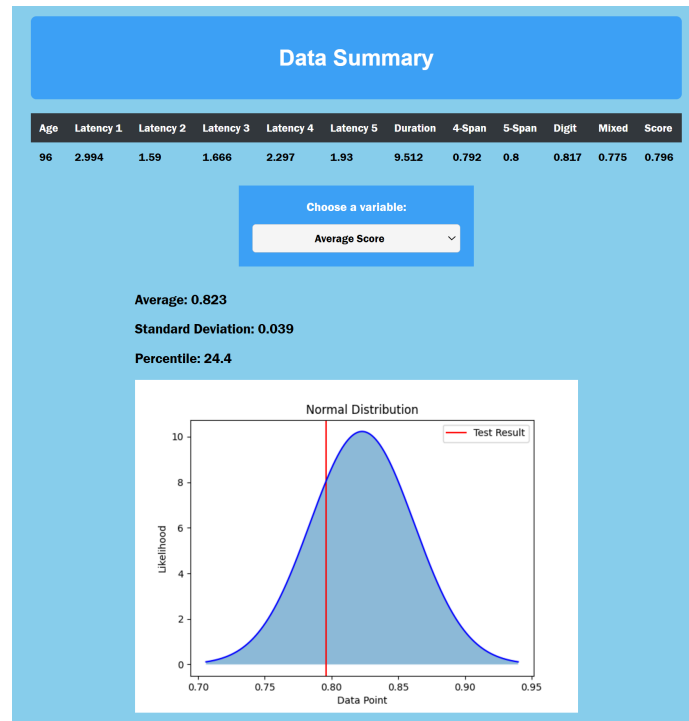 Data Summary
Age Latency 1 Latency 2 Latency 3 Latency 4 Latency 5 Duration 4-Span 5-Span Digit Mixed Score
96 2.994 1.59 1.666 2.297 1.93 9.512 0.792 0.8 0.817 0.775 0.796
Choose a variable:
Average Score
Average: 0.823
Standard Deviation: 0.039
Percentile: 24.4
Normal Distribution
Test Result
10
8
6
4
2
0
Likelihood
0.70 0.75 0.80 0.85 0.90 0.95
Data Point